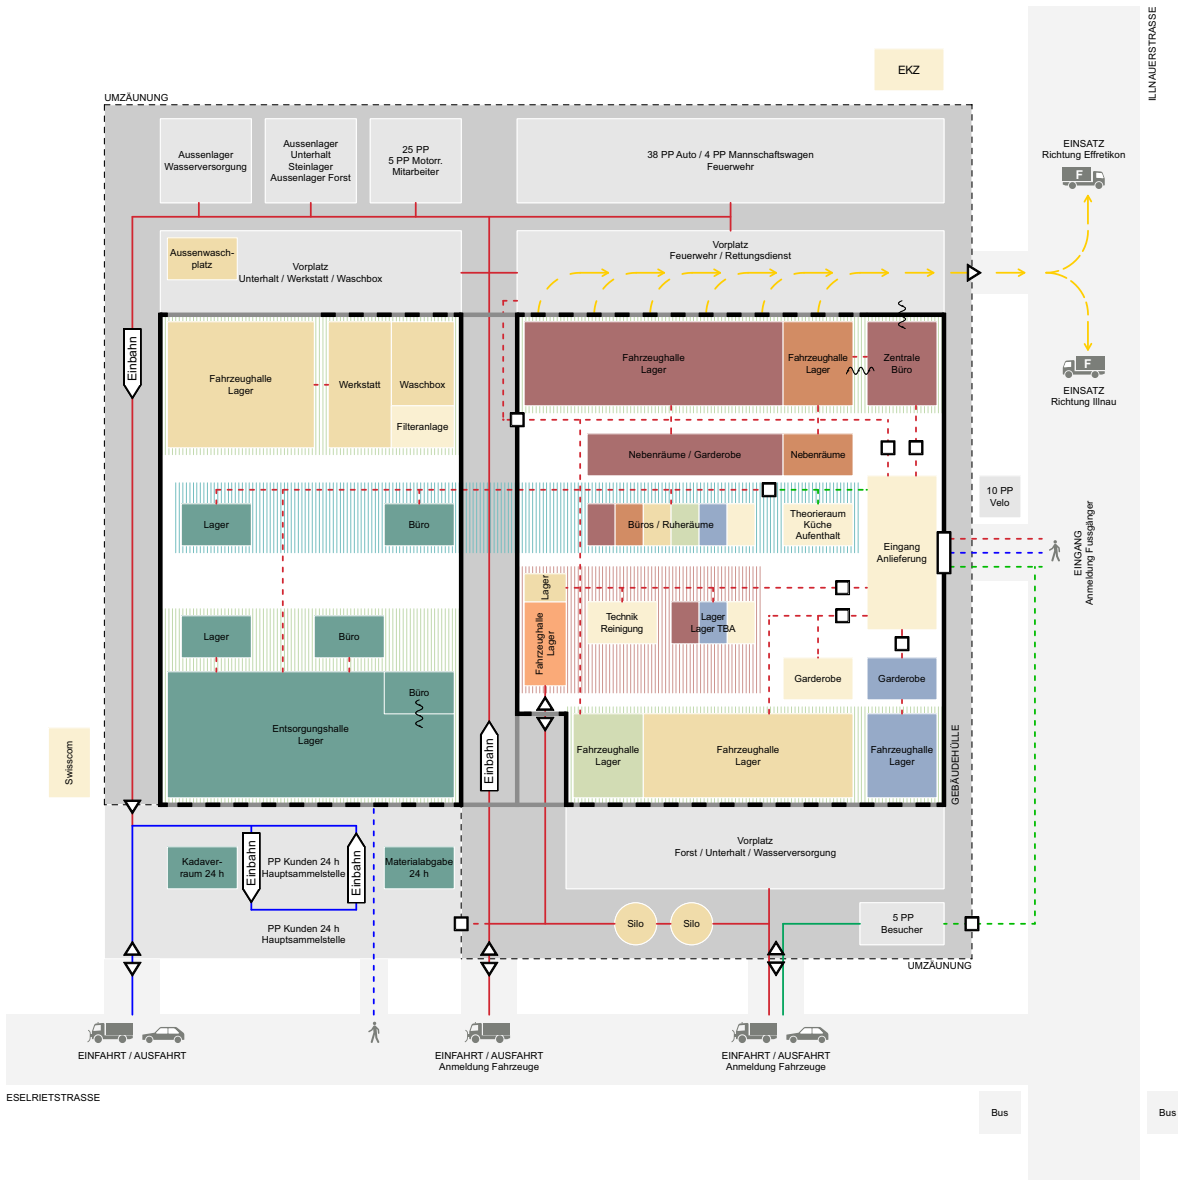 ILLNAUERSTRASSE
EKZ
UMZÄUNUNG
Aussenlager
Wasserversorgung
Aussenlager
Unterhalt
Steinlager
Aussenlager Forst
25 PP
5 PP Motorr.
Mitarbeiter
38 PP Auto / 4 PP Mannschaftswagen
Feuerwehr
EINSATZ
Richtung Effretikon
F
Aussenwasch-
platz
Vorplatz
Unterhalt / Werkstatt / Waschbox
Vorplatz
Feuerwehr / Rettungsdienst
Einbahn
Fahrzeughalle
Lager
Werkstatt
Waschbox
Filteranlage
Fahrzeughalle
Lager
Fahrzeughalle
Lager
Zentrale
Büro
F
EINSATZ
Richtung Illnau
Nebenräume / Garderobe
Nebenräume
Lager
Büro
Büros / Ruheräume
Theorieraum
Küche
Aufenthalt
Eingang
Anlieferung
10 PP
Velo
EINGANG
Anmeldung Fussgänger
Lager
Fahrzeughalle
Lager
Technik
Reinigung
Lager
Lager TBA
Lager
Büro
Garderobe
Garderobe
Büro
Entsorgungshalle
Lager
Einbahn
Fahrzeughalle
Lager
Fahrzeughalle
Lager
Fahrzeughalle
Lager
GEBÄUDEHÜLLE
Swisscom
Kadaver-
raum 24 h
Einbahn
PP Kunden 24 h
Hauptsammelstelle
Einbahn
Materialabgabe
24 h
PP Kunden 24 h
Hauptsammelstelle
Vorplatz
Forst / Unterhalt / Wasserversorgung
Silo
Silo
5 PP
Besucher
UMZÄUNUNG
EINFAHRT / AUSFAHRT
EINFAHRT / AUSFAHRT
Anmeldung Fahrzeuge
EINFAHRT / AUSFAHRT
Anmeldung Fahrzeuge
ESELRIETSTRASSE
Bus
Bus